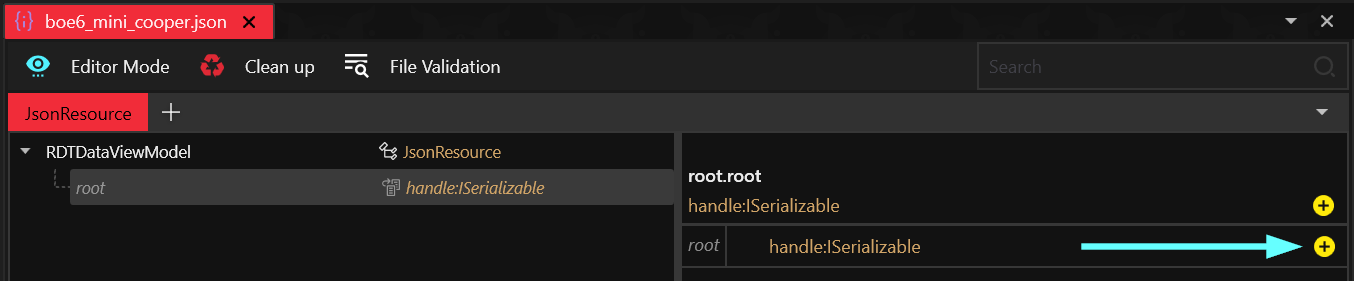 boe6_mini_cooper.json
Editor Mode Clean up File Validation Search
JsonResource
RDTDataViewModel JsonResource
root handle:ISerializable
root.root
handle:ISerializable
root handle:ISerializable